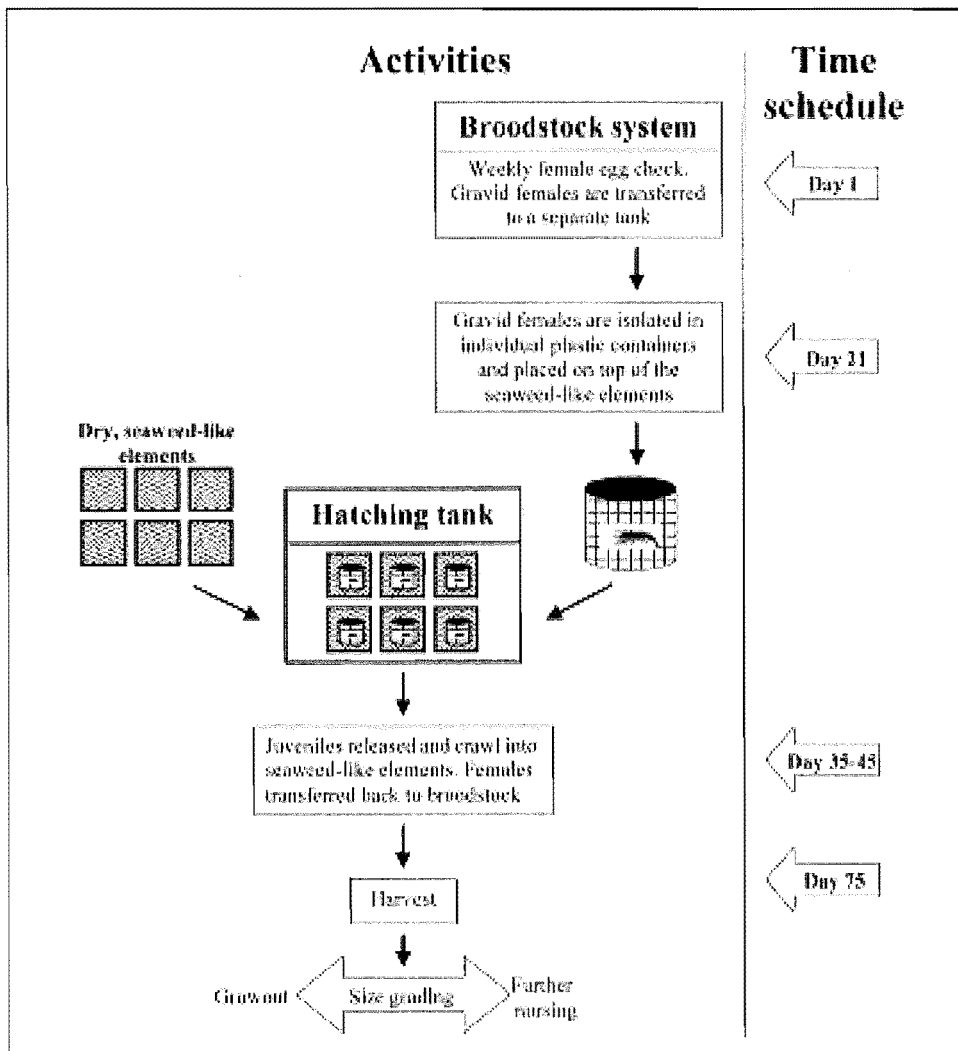 Activities
Time
schedule
Broodstock system
Weekly female egg check.
Gravid females are transferred
to a separate tank
Day 1
Gravid females are isolated in
individual plastic containers
and placed on top of the
seaweed-like elements
Day 21
Dry, seaweed-like
elements
Hatching tank
Juveniles released and crawl into
seaweed-like elements. Females
transferred back to broodstock
Day 35-45
Harvest
Day 75
Growout
Size grading
Further
nursing